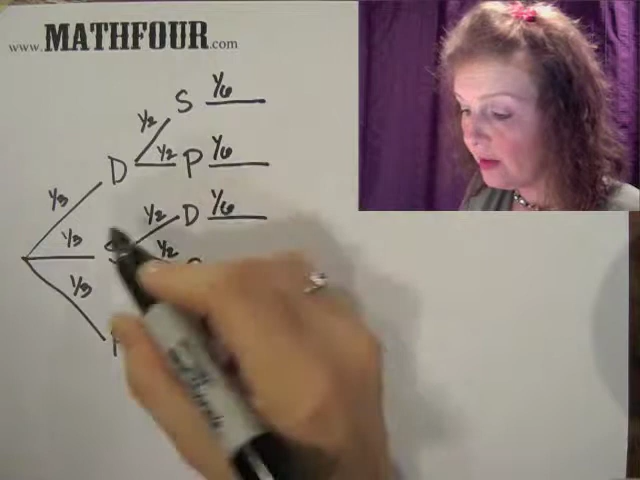 www.MATHFOUR.com
S 1/6
1/2
1/2 P 1/6
D
1/3
1/2 D 1/6
1/3
1/2
1/3